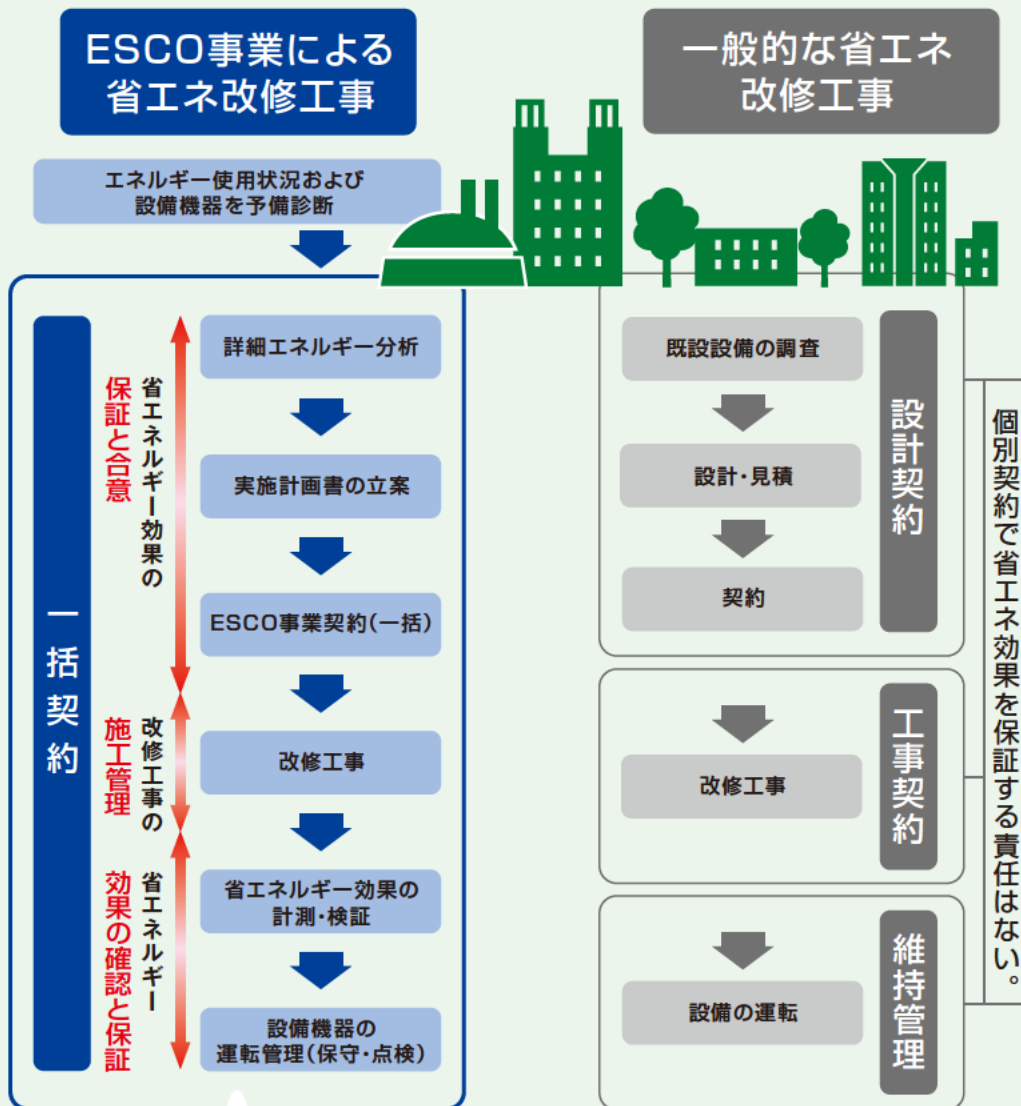 ESCO事業による
省エネ改修工事
エネルギー使用状況および
設備機器を予備診断
一括契約
省エネルギー効果の
保証と合意
改修工事の
施工管理
省エネルギー
効果の確認と保証
詳細エネルギー分析
実施計画書の立案
ESCO事業契約(一括)
改修工事
省エネルギー効果の
計測・検証
設備機器の
運転管理(保守・点検)
一般的な省エネ
改修工事
既設設備の調査
設計・見積
契約
設計契約
改修工事
工事契約
設備の運転
維持管理
個別契約で省エネ効果を保証する責任はない。